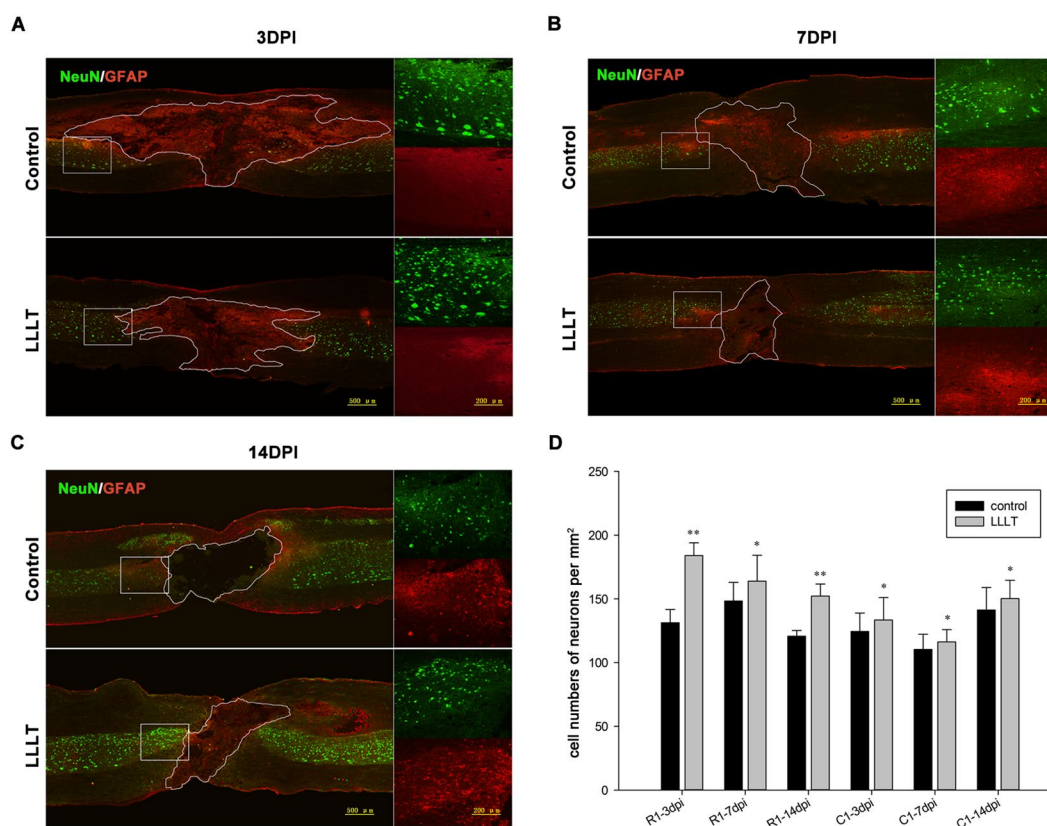 A
3DPI
NeuN/GFAP
Control
LLLT
500 μm
200 μm
B
7DPI
NeuN/GFAP
Control
LLLT
500 μm
200 μm
C
14DPI
NeuN/GFAP
Control
LLLT
500 μm
200 μm
D
cell numbers of neurons per mm²
250
200
150
100
50
0
control
LLLT
**
*
**
*
*
*
R1-3dpi
R1-7dpi
R1-14dpi
C1-3dpi
C1-7dpi
C1-14dpi